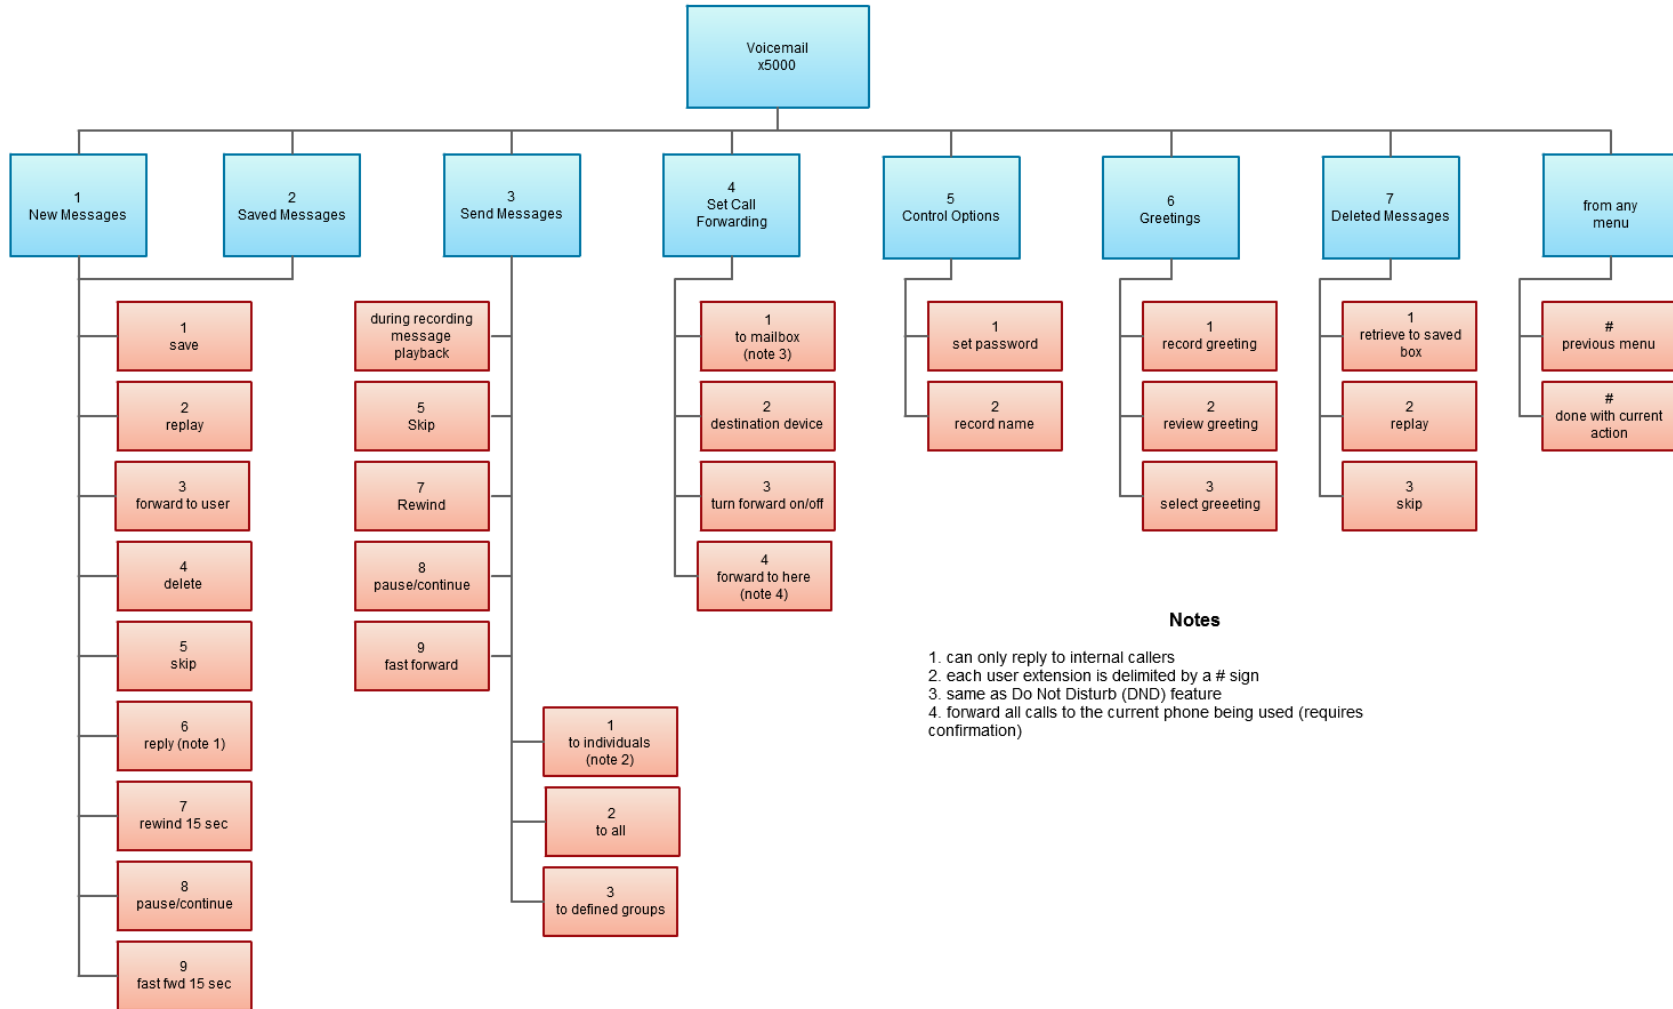 Voicemail
x5000
1
New Messages
2
Saved Messages
3
Send Messages
4
Set Call
Forwarding
5
Control Options
6
Greetings
7
Deleted Messages
from any
menu
1
save
2
replay
3
forward to user
4
delete
5
skip
6
reply (note 1)
7
rewind 15 sec
8
pause/continue
9
fast fwd 15 sec
during recording
message
playback
5
Skip
7
Rewind
8
pause/continue
9
fast forward
1
to individuals
(note 2)
2
to all
3
to defined groups
1
to mailbox
(note 3)
2
destination device
3
turn forward on/off
4
forward to here
(note 4)
1
set password
2
record name
1
record greeting
2
review greeting
3
select greeeting
1
retrieve to saved
box
2
replay
3
skip
#
previous menu
#
done with current
action
Notes
1. can only reply to internal callers
2. each user extension is delimited by a # sign
3. same as Do Not Disturb (DND) feature
4. forward all calls to the current phone being used (requires
confirmation)